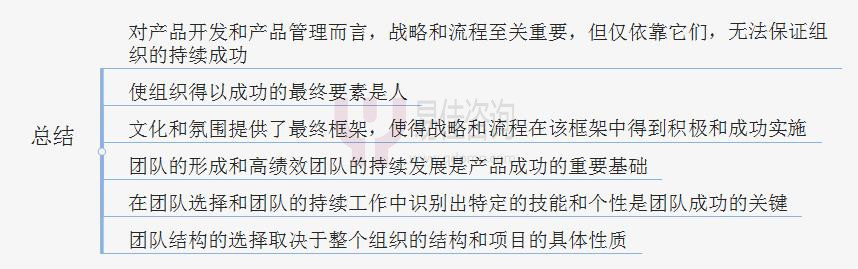 总结
对产品开发和产品管理而言，战略和流程至关重要，但仅依靠它们，无法保证组
织的持续成功
使组织得以成功的最终要素是人
文化和氛围提供了最终框架，使得战略和流程在该框架中得到积极和成功实施
团队的形成和高绩效团队的持续发展是产品成功的重要基础
在团队选择和团队的持续工作中识别出特定的技能和个性是团队成功的关键
团队结构的选择取决于整个组织的结构和项目的具体性质
易佳咨询